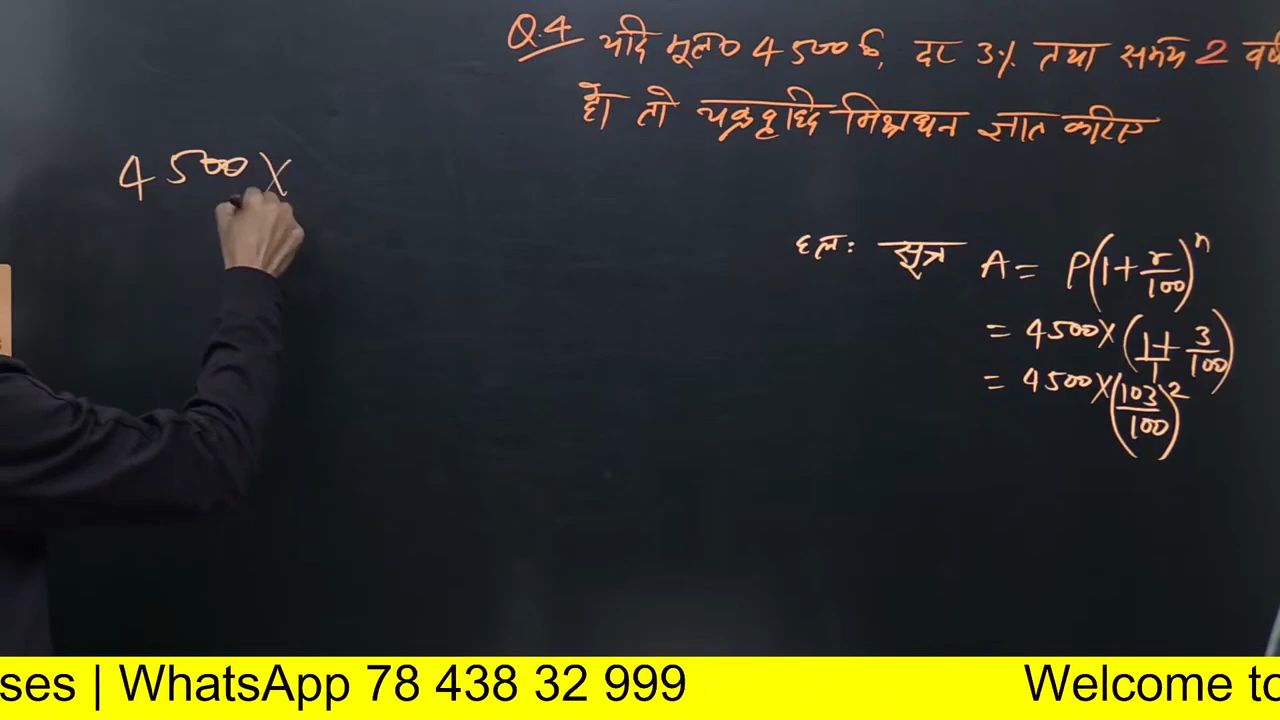 Q.4 यदि मूलध 4500 है, दर 3% तथा समय 2 वर्ष
हो तो चक्रवृद्धि मिश्रधन ज्ञात करिए
4500 X
हल: सूत्र A = P(1+r/100)^n
= 4500 X (1/1 + 3/100)
= 4500 X (103/100)^2
ses | WhatsApp 78 438 32 999 Welcome to